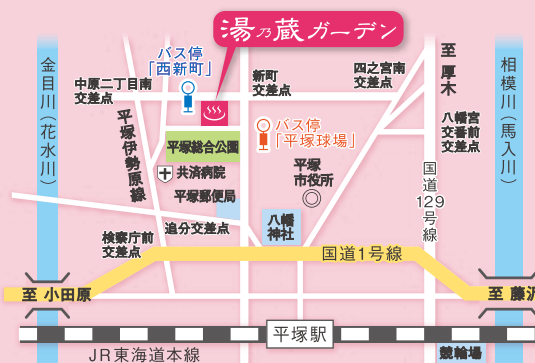 湯乃蔵ガーデン
バス停
「西新町」
新町
交差点
四之宮南
交差点
至 厚木
金目川（花水川）
相模川（馬入川）
中原二丁目南
交差点
平塚伊勢原線
バス停
「平塚球場」
八幡宮
交番前
交差点
平塚総合公園
共済病院
平塚
市役所
国道129号線
平塚郵便局
追分交差点
八幡
神社
検察庁前
交差点
国道1号線
至 小田原
至 藤沢
平塚駅
JR東海道本線
競輪場